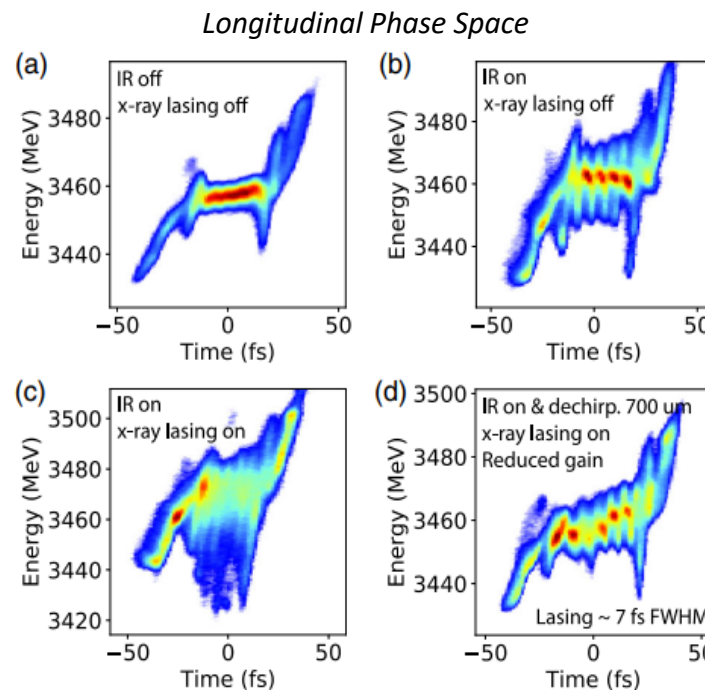 Longitudinal Phase Space
(a)
IR off
x-ray lasing off
3480
3460
3440
Energy (MeV)
−50
0
50
Time (fs)
(b)
IR on
x-ray lasing off
3480
3460
3440
Energy (MeV)
−50
0
50
Time (fs)
(c)
IR on
x-ray lasing on
3500
3480
3460
3440
3420
Energy (MeV)
−50
0
50
Time (fs)
(d)
IR on & dechirp. 700 um
x-ray lasing on
Reduced gain
3500
3480
3460
3440
Energy (MeV)
Lasing ~ 7 fs FWHM
−50
0
50
Time (fs)